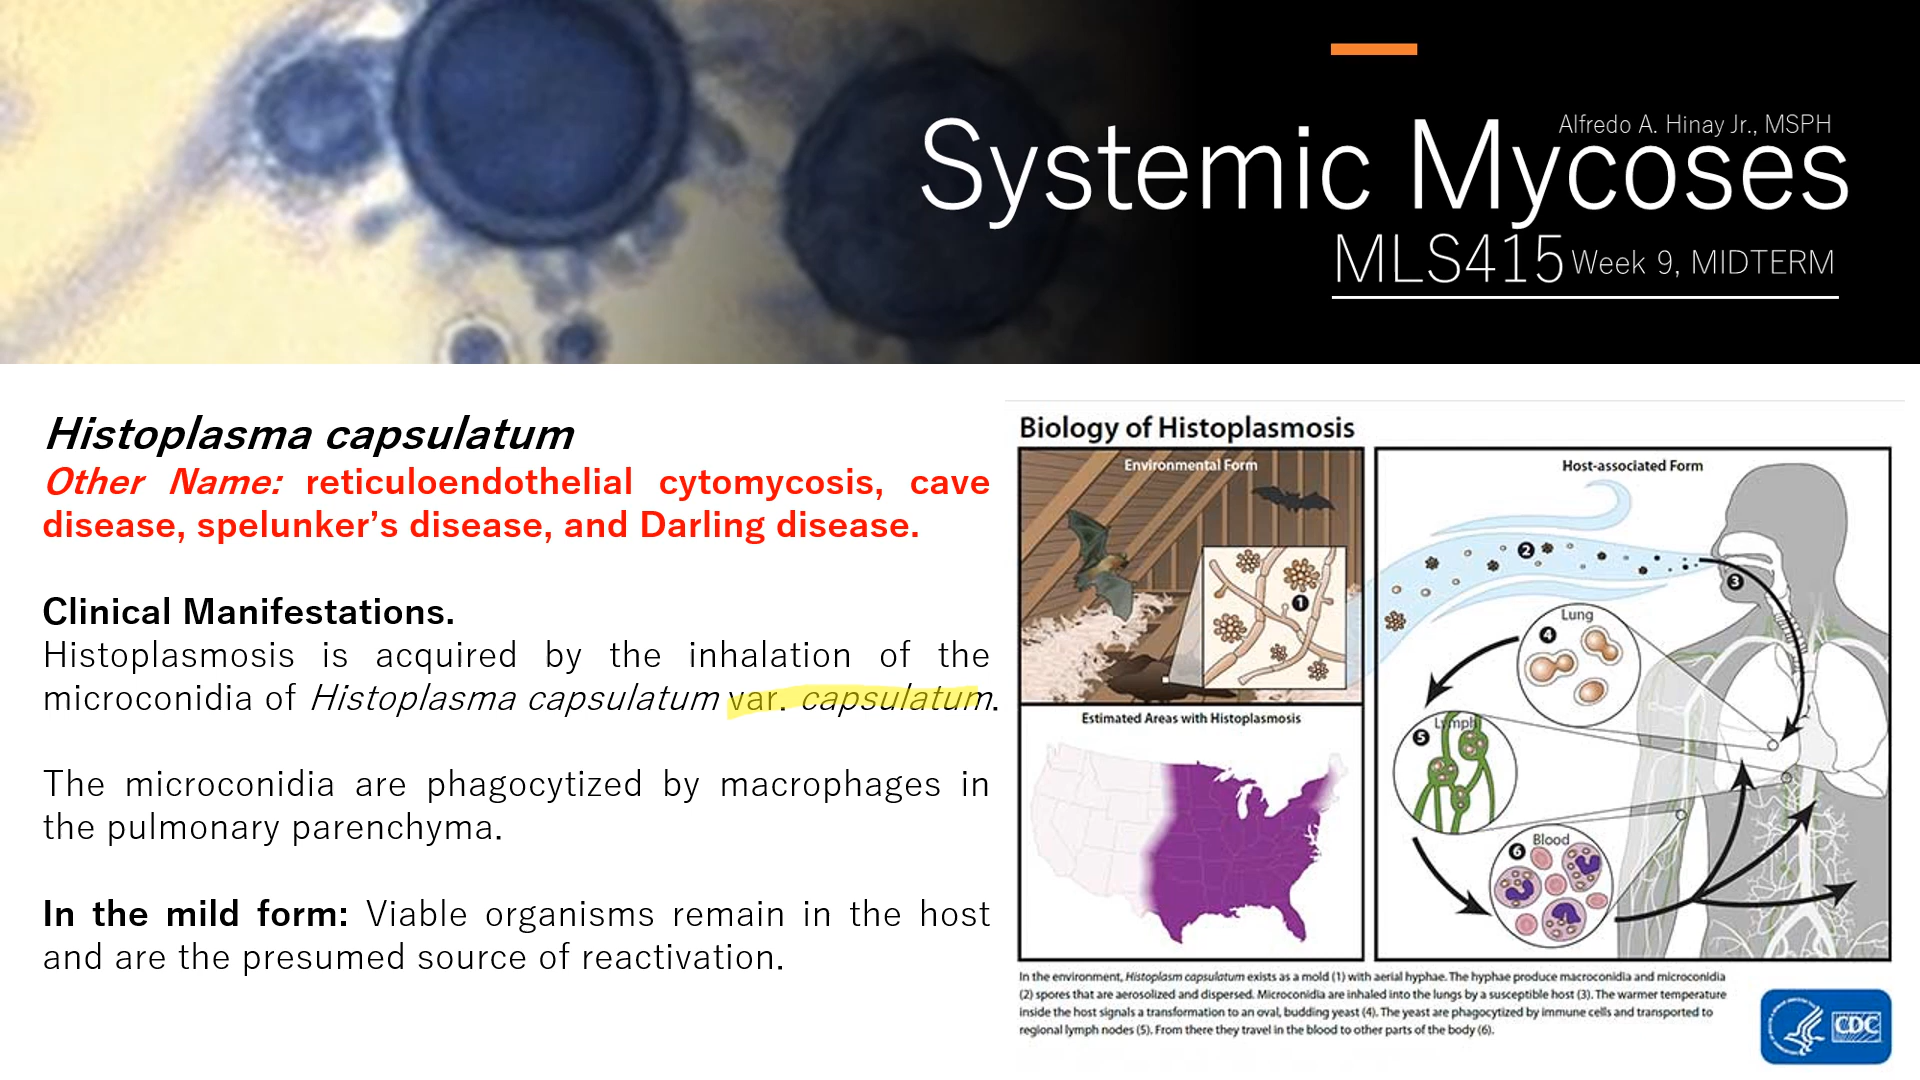 Alfredo A. Hinay Jr., MSPH
Systemic Mycoses
MLS415 Week 9, MIDTERM
Histoplasma capsulatum
Other Name: reticuloendothelial cytomycosis, cave
disease, spelunker’s disease, and Darling disease.
Clinical Manifestations.
Histoplasmosis is acquired by the inhalation of the
microconidia of Histoplasma capsulatum var. capsulatum.
The microconidia are phagocytized by macrophages in
the pulmonary parenchyma.
In the mild form: Viable organisms remain in the host
and are the presumed source of reactivation.
Biology of Histoplasmosis
Environmental Form
1
Estimated Areas with Histoplasmosis
Host-associated Form
2
3
Lung
4
Lymph
5
Blood
6
In the environment, Histoplasm capsulatum exists as a mold (1) with aerial hyphae. The hyphae produce macroconidia and microconidia
(2) spores that are aerosolized and dispersed. Microconidia are inhaled into the lungs by a susceptible host (3). The warmer temperature
inside the host signals a transformation to an oval, budding yeast (4). The yeast are phagocytized by immune cells and transported to
regional lymph nodes (5). From there they travel in the blood to other parts of the body (6).
CDC